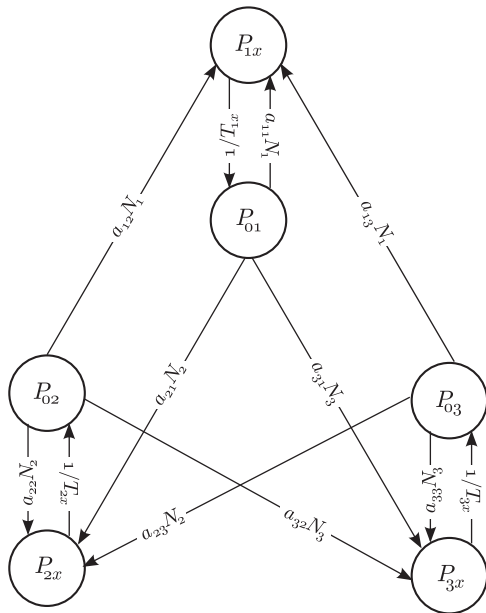 P₁ₓ
1/T₁ₓ
a₁₁N₁
a₁₂N₁
a₁₃N₁
P₀₁
a₂₁N₂
a₃₁N₃
P₀₂
P₀₃
a₂₂N₂
1/T₂ₓ
a₃₃N₃
1/T₃ₓ
a₂₃N₂
a₃₂N₃
P₂ₓ
P₃ₓ